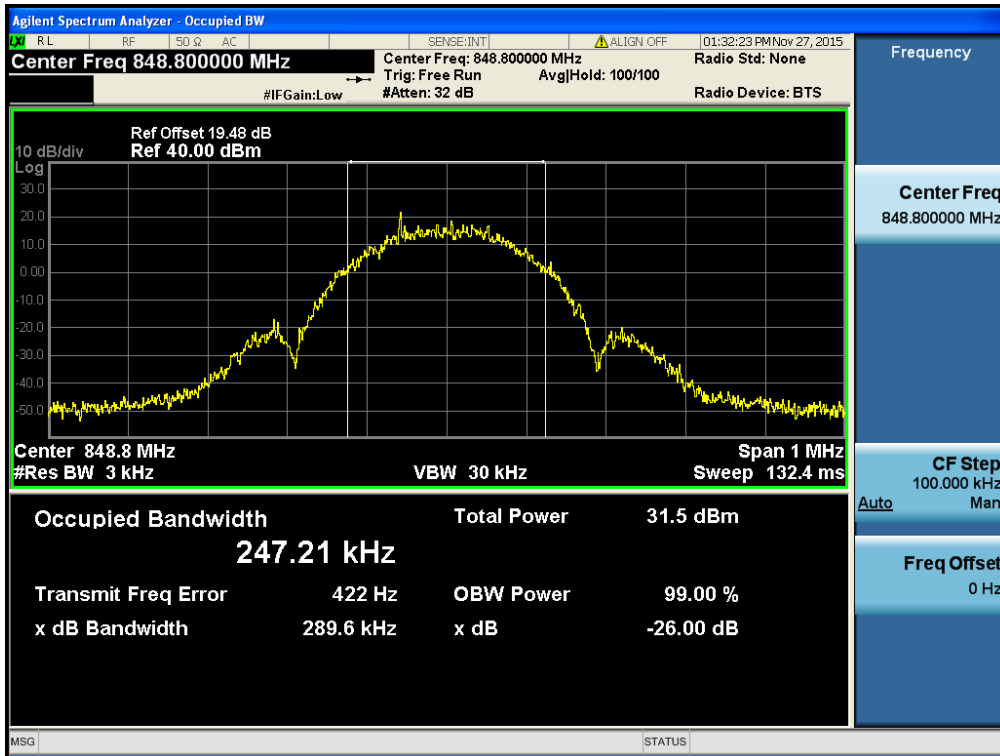 Agilent Spectrum Analyzer - Occupied BW
LXI RL RF 50 Ω AC SENSE:INT ALIGN OFF 01:32:23 PM Nov 27, 2015
Center Freq 848.800000 MHz
Center Freq: 848.800000 MHz
Radio Std: None
Trig: Free Run Avg|Hold: 100/100
#IFGain:Low
#Atten: 32 dB
Radio Device: BTS
Frequency
Ref Offset 19.48 dB
10 dB/div Ref 40.00 dBm
Log
30.0
20.0
10.0
0.00
-10.0
-20.0
-30.0
-40.0
-50.0
Center 848.8 MHz Span 1 MHz
#Res BW 3 kHz VBW 30 kHz Sweep 132.4 ms
Occupied Bandwidth Total Power 31.5 dBm
247.21 kHz
Transmit Freq Error 422 Hz OBW Power 99.00 %
x dB Bandwidth 289.6 kHz x dB -26.00 dB
Center Freq
848.800000 MHz
CF Step
100.000 kHz
Auto Man
Freq Offset
0 Hz
MSG STATUS